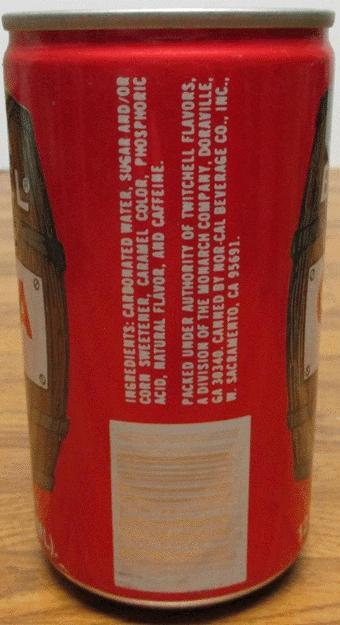 INGREDIENTS: CARBONATED WATER, SUGAR AND/OR
CORN SWEETENER, CARAMEL COLOR, PHOSPHORIC
ACID, NATURAL FLAVOR, AND CAFFEINE.
PACKED UNDER AUTHORITY OF TWITCHELL FLAVORS,
A DIVISION OF THE MONARCH COMPANY, DORAVILLE,
GA 30340. CANNED BY NOR-CAL BEVERAGE CO., INC.,
W. SACRAMENTO, CA 95691.